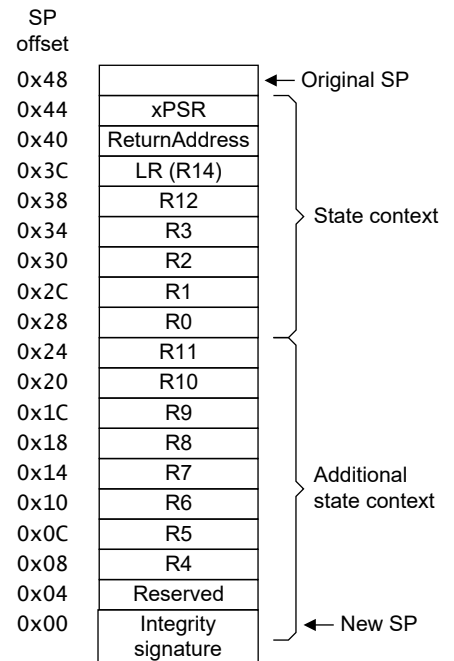 SP
offset
0x48 Original SP
0x44 xPSR
0x40 ReturnAddress
0x3C LR (R14)
0x38 R12
0x34 R3 State context
0x30 R2
0x2C R1
0x28 R0
0x24 R11
0x20 R10
0x1C R9
0x18 R8
0x14 R7 Additional
0x10 R6 state context
0x0C R5
0x08 R4
0x04 Reserved
0x00 Integrity New SP
signature